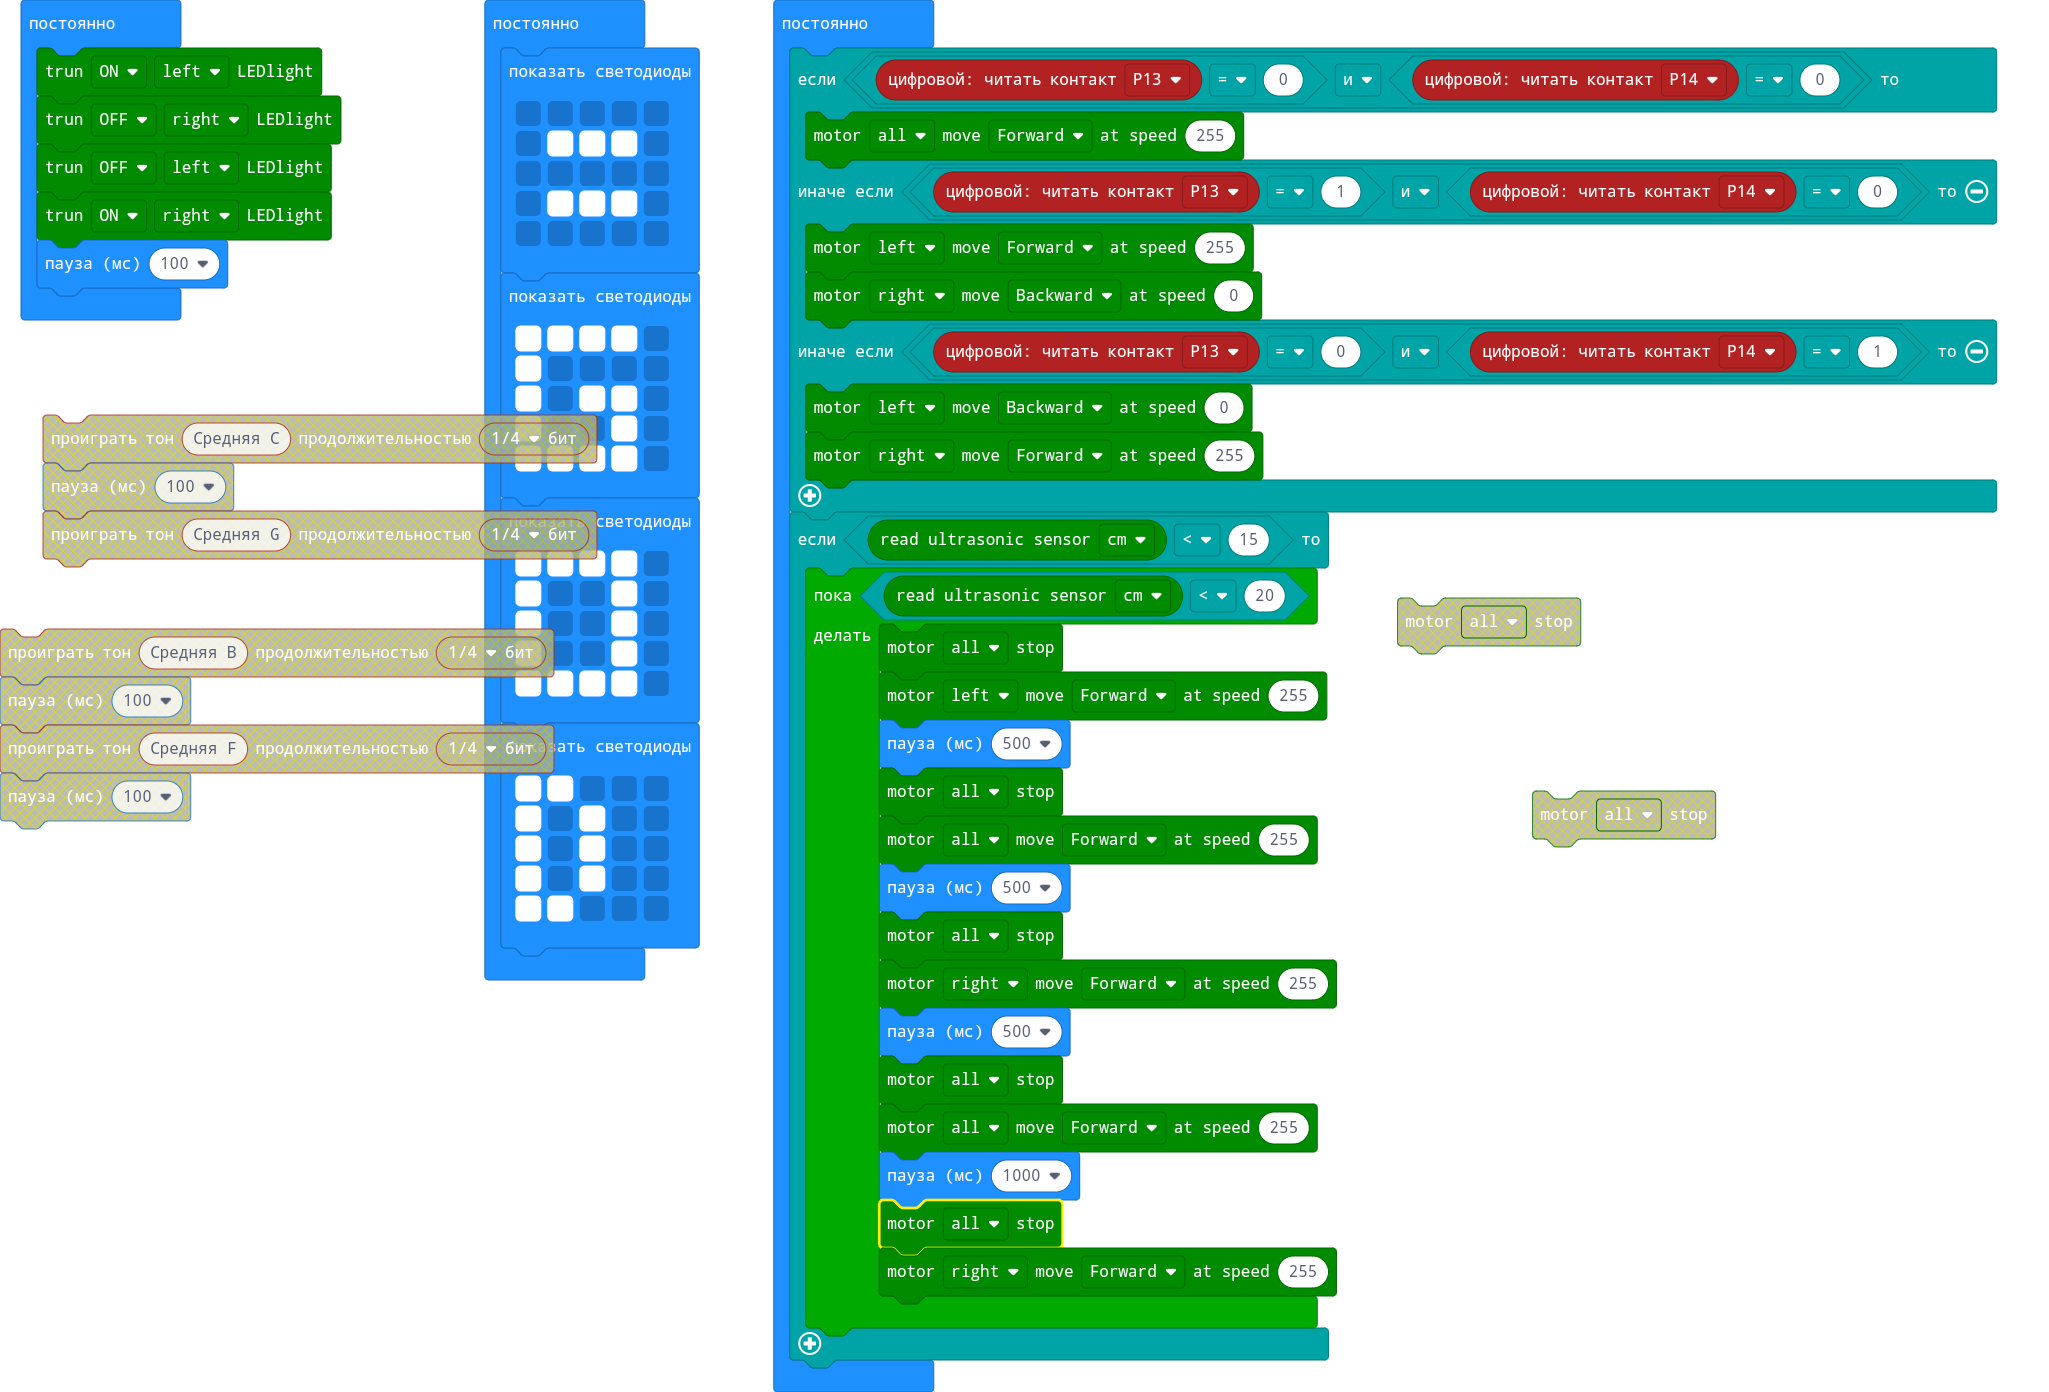 постоянно
trun ON left LEDlight
trun OFF right LEDlight
trun OFF left LEDlight
trun ON right LEDlight
пауза (мс) 100
проиграть тон Средняя C продолжительностью 1/4 бит
пауза (мс) 100
проиграть тон Средняя G продолжительностью 1/4 бит
проиграть тон Средняя B продолжительностью 1/4 бит
пауза (мс) 100
проиграть тон Средняя F продолжительностью 1/4 бит
пауза (мс) 100
постоянно
показать светодиоды
показать светодиоды
показать светодиоды
показать светодиоды
постоянно
если цифровой: читать контакт P13 = 0 и цифровой: читать контакт P14 = 0 то
motor all move Forward at speed 255
иначе если цифровой: читать контакт P13 = 1 и цифровой: читать контакт P14 = 0 то
motor left move Forward at speed 255
motor right move Backward at speed 0
иначе если цифровой: читать контакт P13 = 0 и цифровой: читать контакт P14 = 1 то
motor left move Backward at speed 0
motor right move Forward at speed 255
если read ultrasonic sensor cm < 15 то
пока read ultrasonic sensor cm < 20
делать motor all stop
motor left move Forward at speed 255
пауза (мс) 500
motor all stop
motor all move Forward at speed 255
пауза (мс) 500
motor all stop
motor right move Forward at speed 255
пауза (мс) 500
motor all stop
motor all move Forward at speed 255
пауза (мс) 1000
motor all stop
motor right move Forward at speed 255
motor all stop
motor all stop